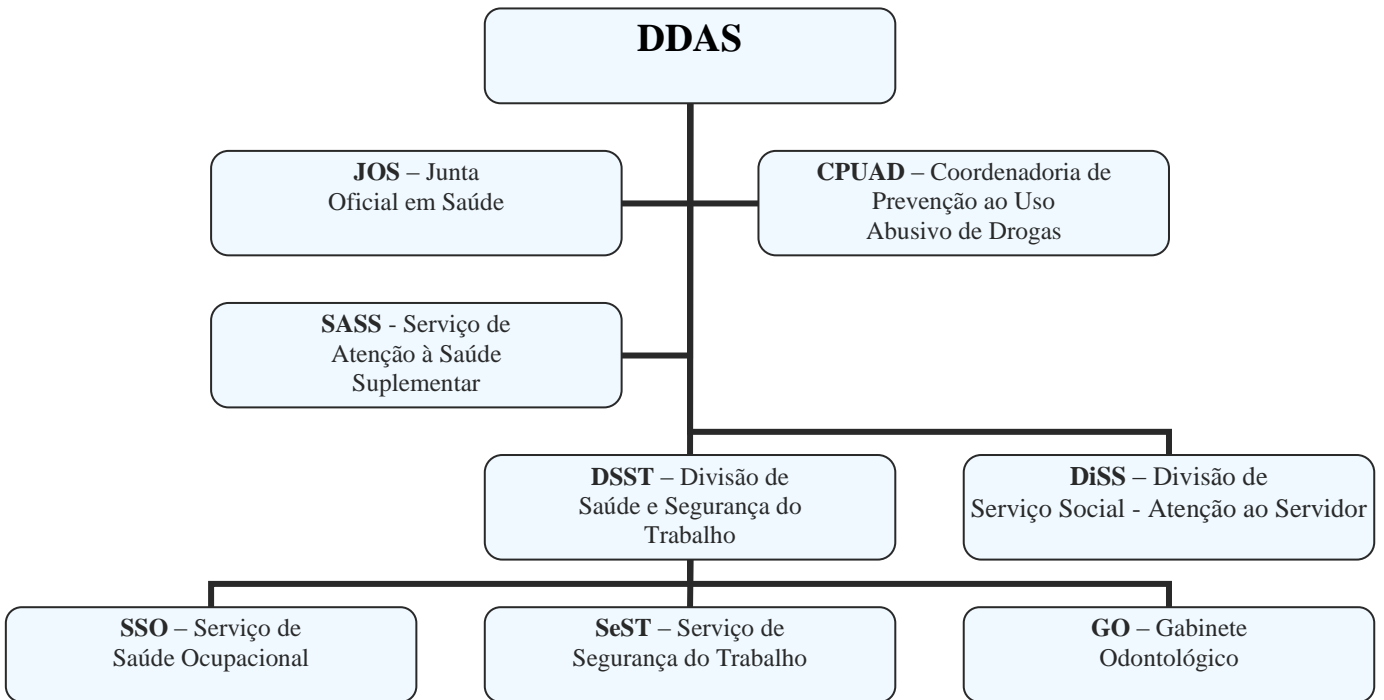 DDAS
JOS – Junta
Oficial em Saúde
CPUAD – Coordenadoria de
Prevenção ao Uso
Abusivo de Drogas
SASS - Serviço de
Atenção à Saúde
Suplementar
DSST – Divisão de
Saúde e Segurança do
Trabalho
DiSS – Divisão de
Serviço Social - Atenção ao Servidor
SSO – Serviço de
Saúde Ocupacional
SeST – Serviço de
Segurança do Trabalho
GO – Gabinete
Odontológico